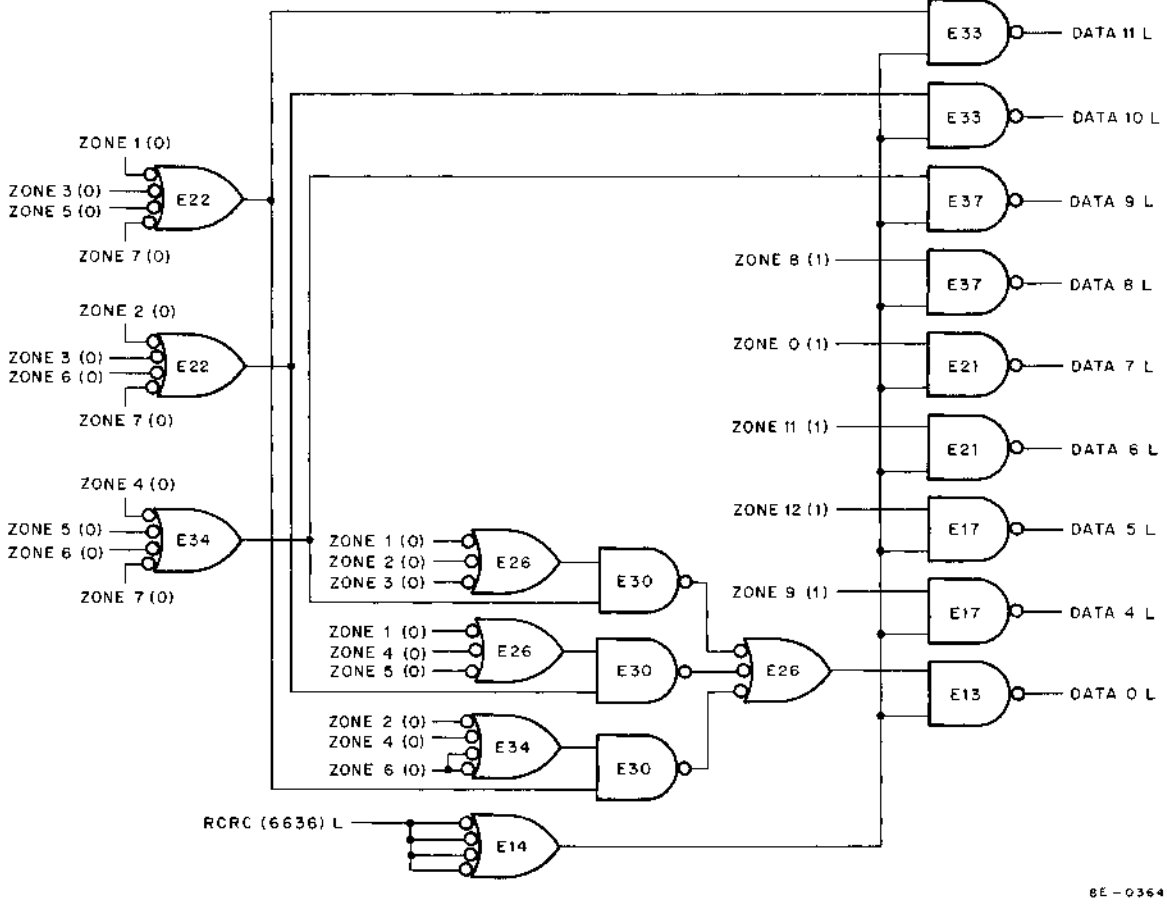 E33
DATA 11 L
E33
DATA 10 L
ZONE 1 (0)
ZONE 3 (0)
ZONE 5 (0)
E22
ZONE 7 (0)
E37
DATA 9 L
ZONE 8 (1)
E37
DATA 8 L
ZONE 2 (0)
ZONE 3 (0)
ZONE 6 (0)
E22
ZONE 7 (0)
ZONE 0 (1)
E21
DATA 7 L
ZONE 11 (1)
E21
DATA 6 L
ZONE 4 (0)
ZONE 5 (0)
ZONE 6 (0)
E34
ZONE 7 (0)
ZONE 12 (1)
E17
DATA 5 L
ZONE 1 (0)
ZONE 2 (0)
ZONE 3 (0)
E26
E30
ZONE 9 (1)
E17
DATA 4 L
ZONE 1 (0)
ZONE 4 (0)
ZONE 5 (0)
E26
E30
E26
E13
DATA 0 L
ZONE 2 (0)
ZONE 4 (0)
ZONE 6 (0)
E34
E30
RCRC (6636) L
E14
8E-0364